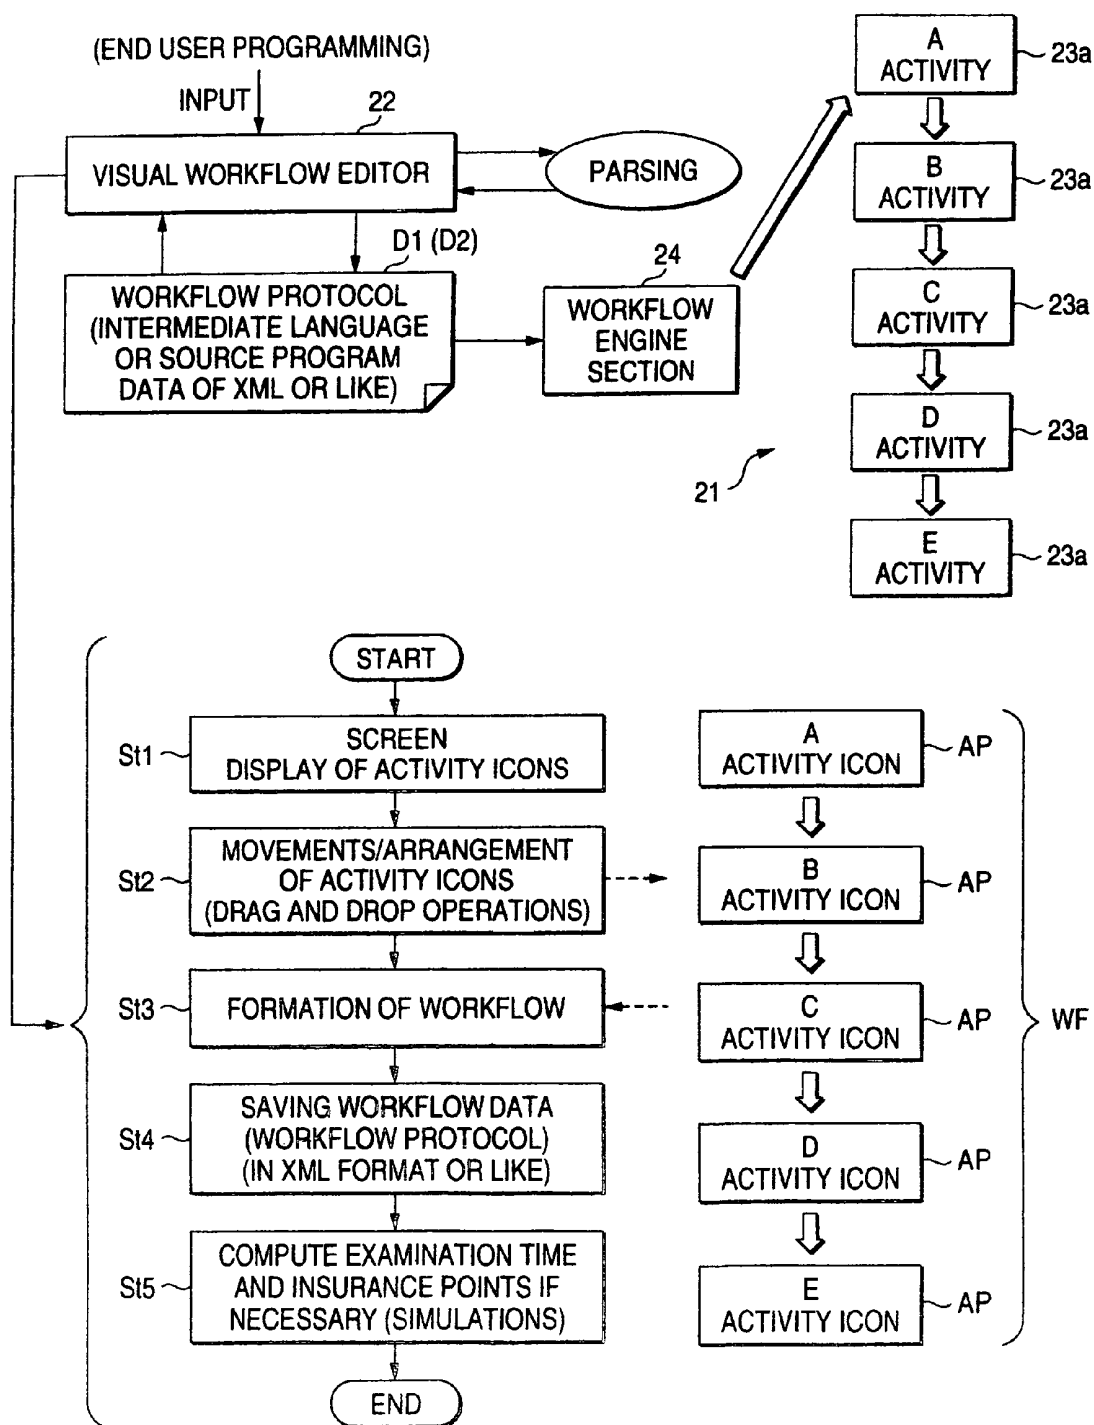 (END USER PROGRAMMING)
INPUT
22
VISUAL WORKFLOW EDITOR
PARSING
D1 (D2)
WORKFLOW PROTOCOL
(INTERMEDIATE LANGUAGE
OR SOURCE PROGRAM
DATA OF XML OR LIKE)
24
WORKFLOW
ENGINE
SECTION
21
A
ACTIVITY
23a
B
ACTIVITY
23a
C
ACTIVITY
23a
D
ACTIVITY
23a
E
ACTIVITY
23a
START
St1
SCREEN
DISPLAY OF ACTIVITY ICONS
St2
MOVEMENTS/ARRANGEMENT
OF ACTIVITY ICONS
(DRAG AND DROP OPERATIONS)
St3
FORMATION OF WORKFLOW
St4
SAVING WORKFLOW DATA
(WORKFLOW PROTOCOL)
(IN XML FORMAT OR LIKE)
St5
COMPUTE EXAMINATION TIME
AND INSURANCE POINTS IF
NECESSARY (SIMULATIONS)
END
A
ACTIVITY ICON
AP
B
ACTIVITY ICON
AP
C
ACTIVITY ICON
AP
D
ACTIVITY ICON
AP
E
ACTIVITY ICON
AP
WF